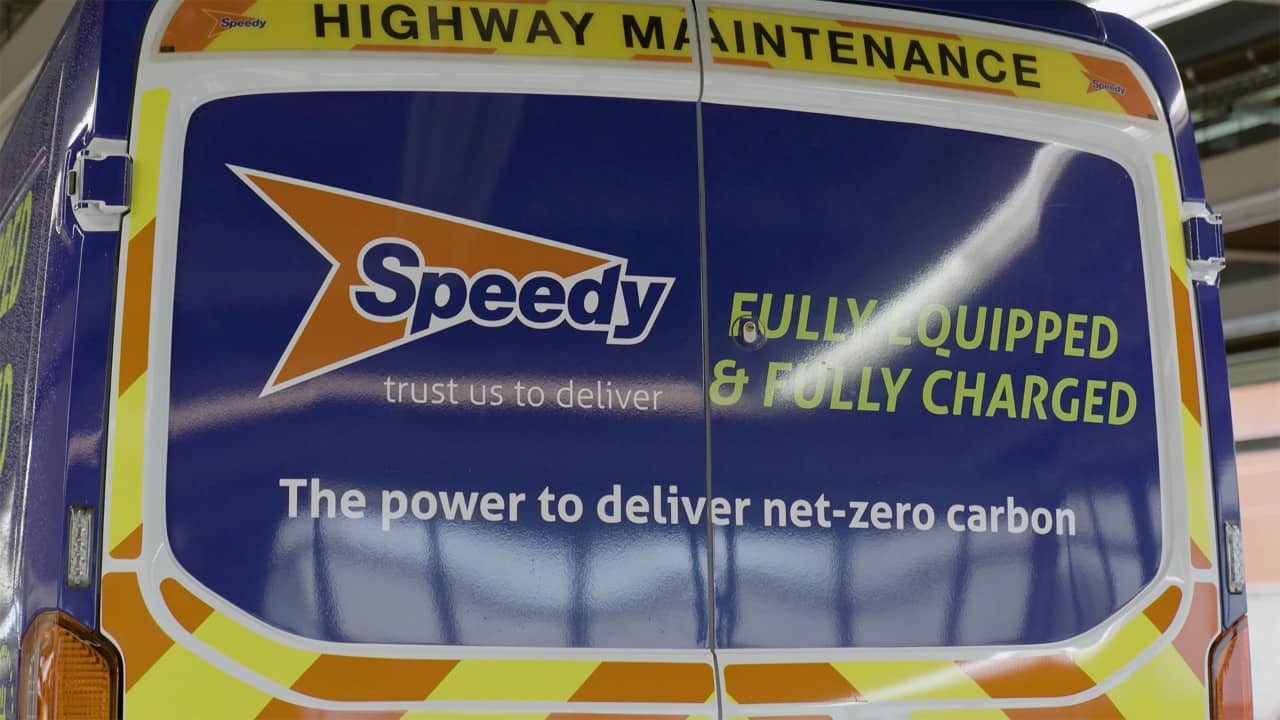 Speedy
HIGHWAY MAINTENANCE
Speedy
Speedy
trust us to deliver
FULLY EQUIPPED
& FULLY CHARGED
The power to deliver net-zero carbon